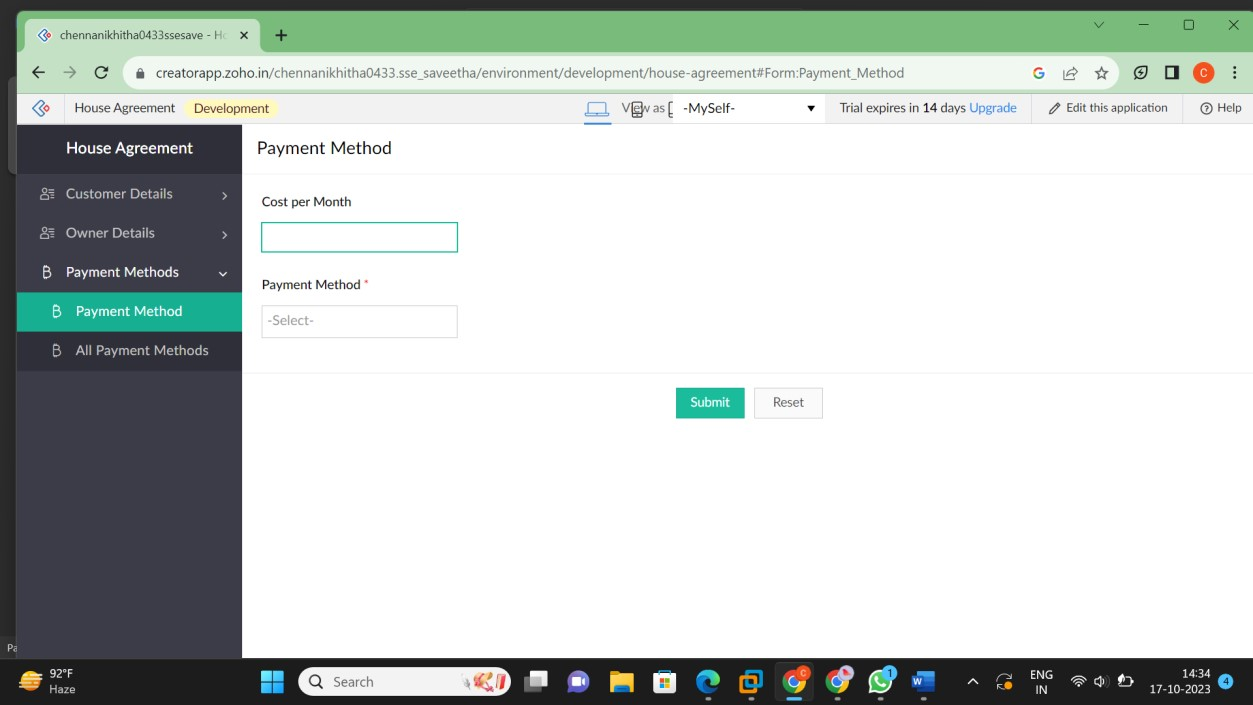 chennanikhitha0433ssesave - Ho
creatorapp.zoho.in/chennanikhitha0433.sse_saveetha/environment/development/house-agreement#Form:Payment_Method
C
House Agreement Development View as -MySelf- Trial expires in 14 days Upgrade Edit this application Help
House Agreement
Customer Details
Owner Details
Payment Methods
Payment Method
All Payment Methods
Payment Method
Cost per Month
Payment Method *
-Select-
Submit Reset
Pa
92°F
Haze
Search
C
1
ENG
IN
14:34
17-10-2023
4